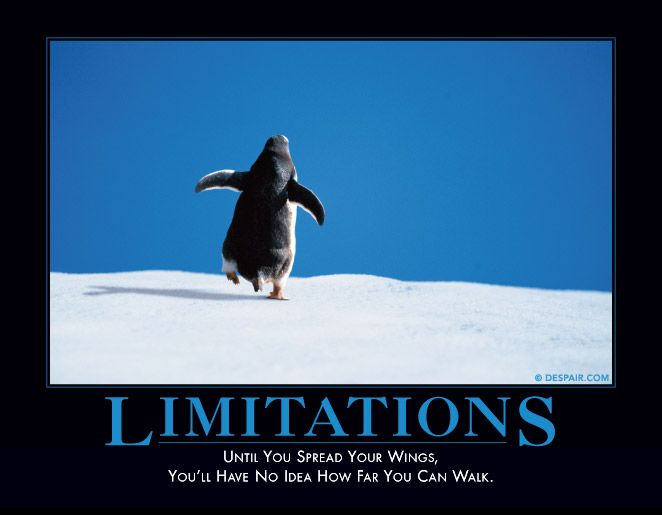 © DESPAIR.COM
LIMITATIONS
UNTIL YOU SPREAD YOUR WINGS,
YOU'LL HAVE NO IDEA HOW FAR YOU CAN WALK.